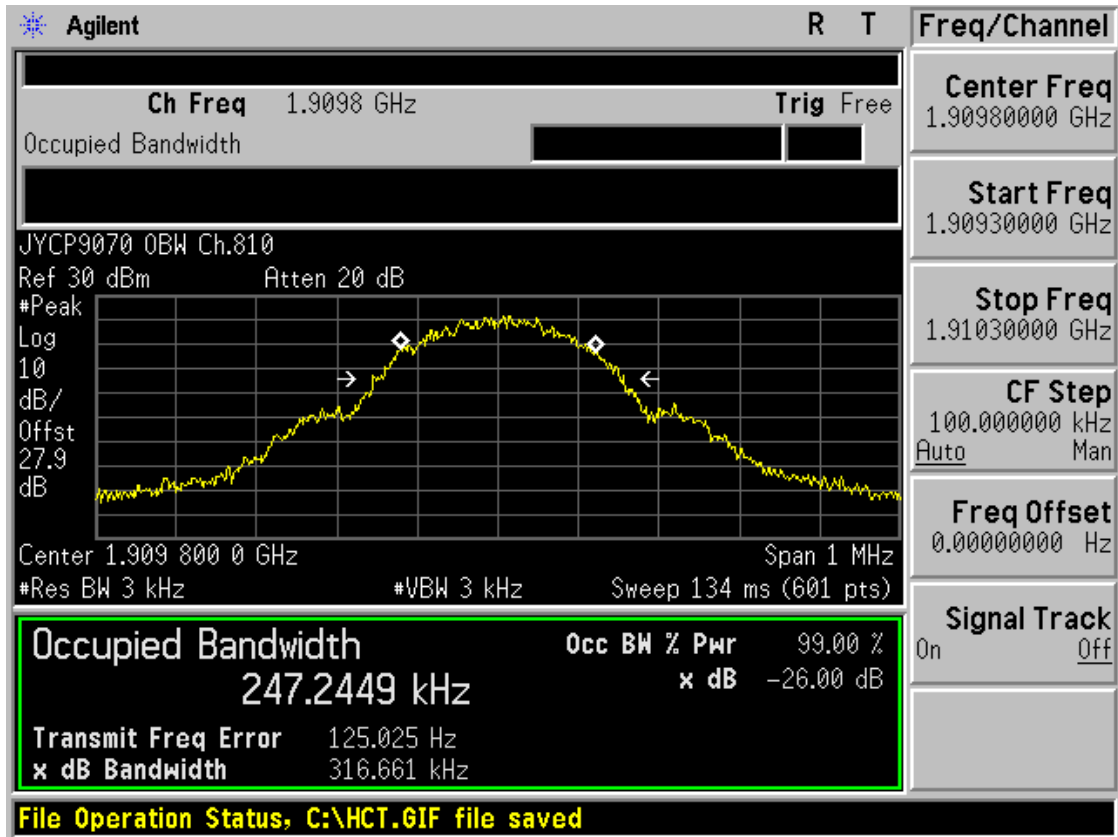 Agilent R T
Ch Freq 1.9098 GHz Trig Free
Occupied Bandwidth
JYCP9070 OBW Ch.810
Ref 30 dBm Atten 20 dB
#Peak
Log
10
dB/
Offst
27.9
dB
Center 1.909 800 0 GHz Span 1 MHz
#Res BW 3 kHz #VBW 3 kHz Sweep 134 ms (601 pts)
Occupied Bandwidth Occ BW % Pwr 99.00 %
247.2449 kHz x dB -26.00 dB
Transmit Freq Error 125.025 Hz
x dB Bandwidth 316.661 kHz
File Operation Status, C:\HCT.GIF file saved
Freq/Channel
Center Freq
1.90980000 GHz
Start Freq
1.90930000 GHz
Stop Freq
1.91030000 GHz
CF Step
100.000000 kHz
Auto Man
Freq Offset
0.00000000 Hz
Signal Track
On Off